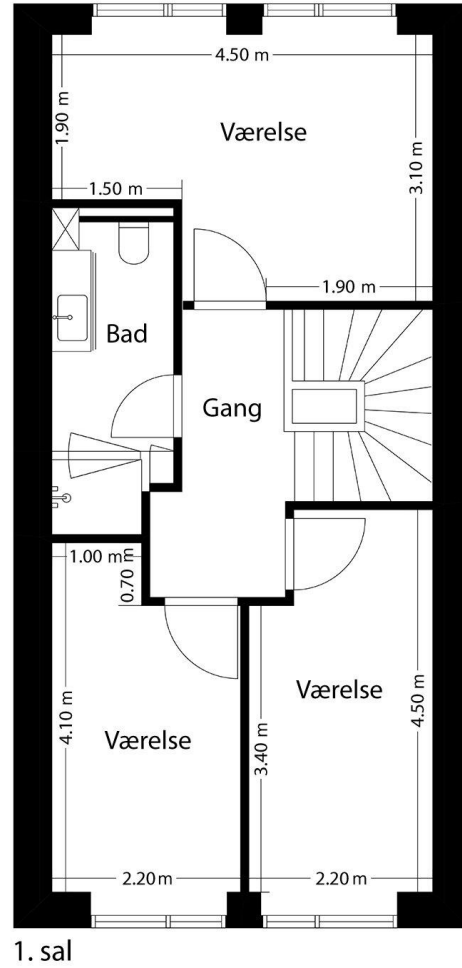 4.50 m
1.90 m
Værelse
3.10 m
1.50 m
1.90 m
Bad
Gang
1.00 m
0.70 m
Værelse
4.50 m
4.10 m
Værelse
3.40 m
2.20 m
2.20 m
1. sal